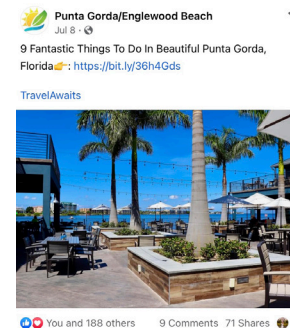 Punta Gorda/Englewood Beach
Jul 8 ·
9 Fantastic Things To Do In Beautiful Punta Gorda,
Florida👉: https://bit.ly/36h4Gds
TravelAwaits
You and 188 others 9 Comments 71 Shares